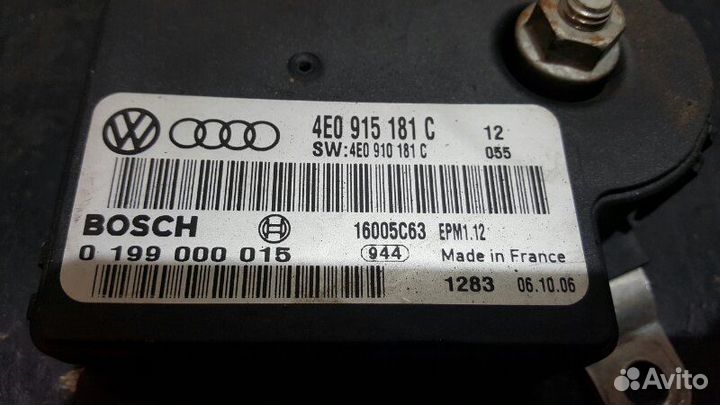 4E0 915 181 C 12
SW:4E0 910 181 C 055
BOSCH 16005C63 EPM1.12
0 199 000 015 944 Made in France
1283 06.10.06
Avito